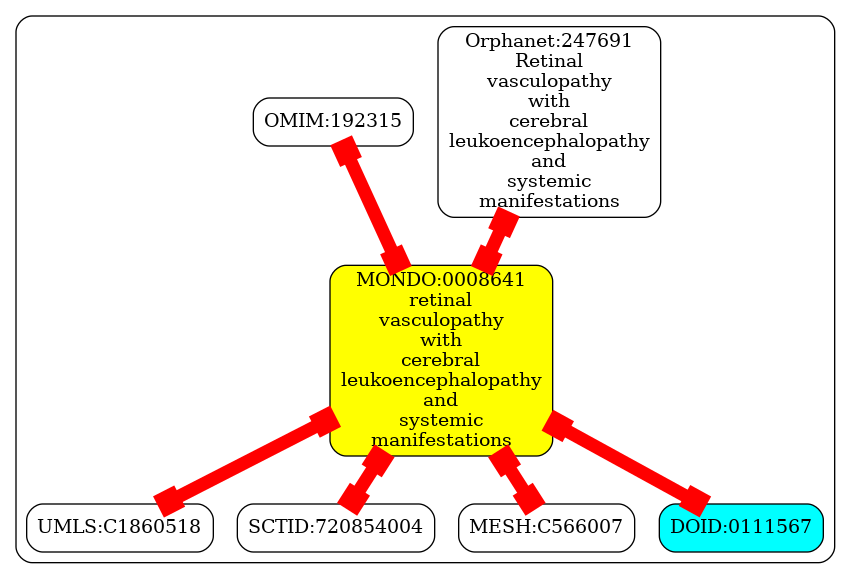 Orphanet:247691
Retinal
vasculopathy
with
cerebral
leukoencephalopathy
and
systemic
manifestations
OMIM:192315
MONDO:0008641
retinal
vasculopathy
with
cerebral
leukoencephalopathy
and
systemic
manifestations
UMLS:C1860518
SCTID:720854004
MESH:C566007
DOID:0111567